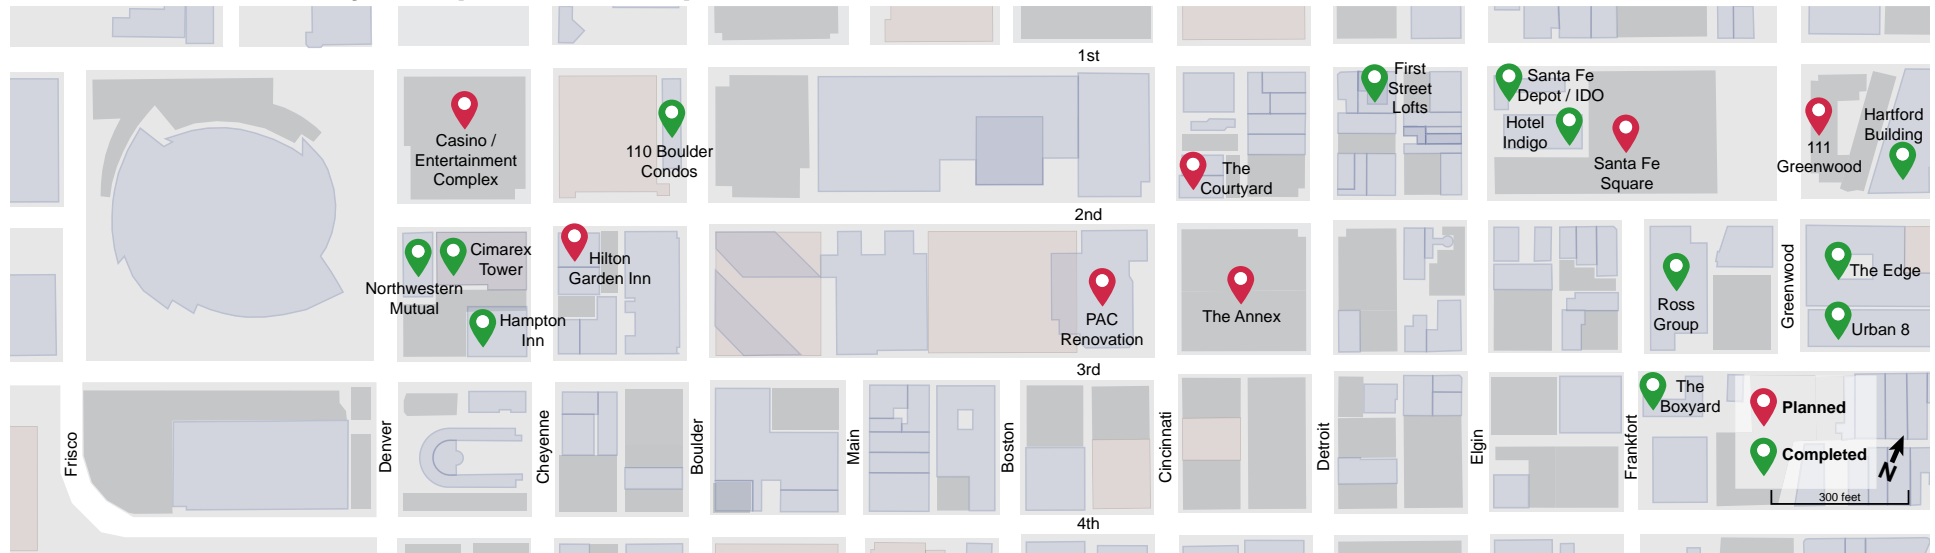 1st
Casino /
Entertainment
Complex
110 Boulder
Condos
The
Courtyard
First
Street
Lofts
Santa Fe
Depot / IDO
Hotel
Indigo
Santa Fe
Square
111
Greenwood
Hartford
Building
2nd
Northwestern
Mutual
Cimarex
Tower
Hampton
Inn
Hilton
Garden Inn
PAC
Renovation
The Annex
Ross
Group
Greenwood
The Edge
Urban 8
3rd
Frisco
Denver
Cheyenne
Boulder
Main
Boston
Cincinnati
Detroit
Elgin
Frankfort
The
Boxyard
Planned
Completed
N
300 feet
4th